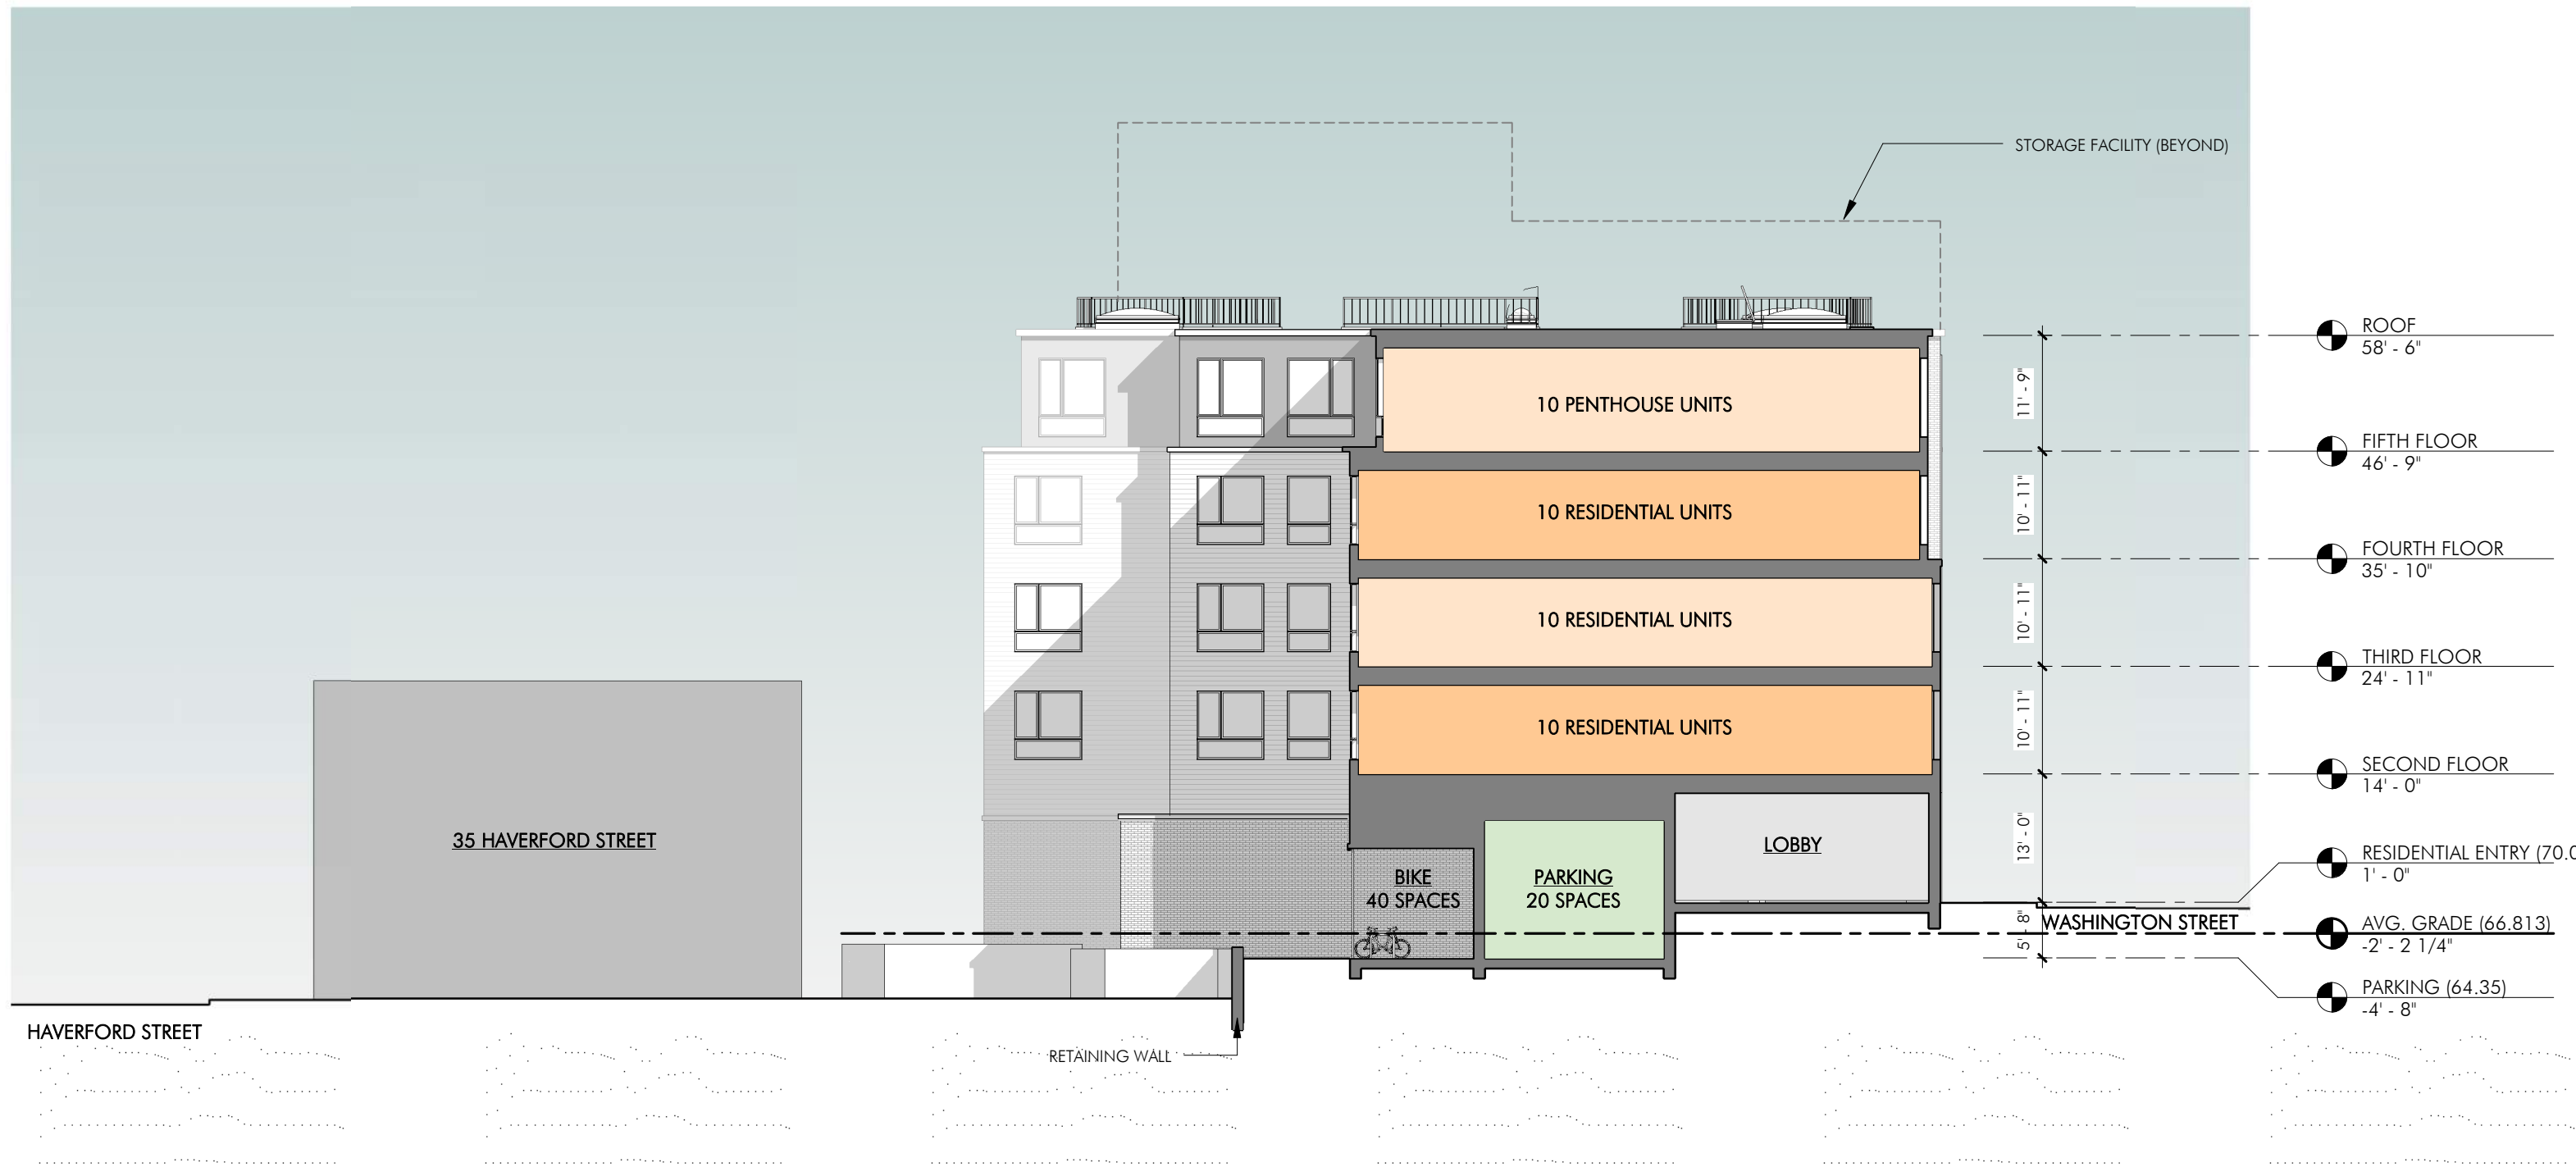 STORAGE FACILITY (BEYOND)
ROOF
58' - 6"
11' - 9"
10 PENTHOUSE UNITS
FIFTH FLOOR
46' - 9"
10' - 11"
10 RESIDENTIAL UNITS
FOURTH FLOOR
35' - 10"
10' - 11"
10 RESIDENTIAL UNITS
THIRD FLOOR
24' - 11"
10' - 11"
10 RESIDENTIAL UNITS
SECOND FLOOR
14' - 0"
13' - 0"
35 HAVERFORD STREET
LOBBY
RESIDENTIAL ENTRY (70.0
1' - 0"
BIKE
40 SPACES
PARKING
20 SPACES
5' - 8"
WASHINGTON STREET
AVG. GRADE (66.813)
-2' - 2 1/4"
PARKING (64.35)
-4' - 8"
HAVERFORD STREET
RETAINING WALL